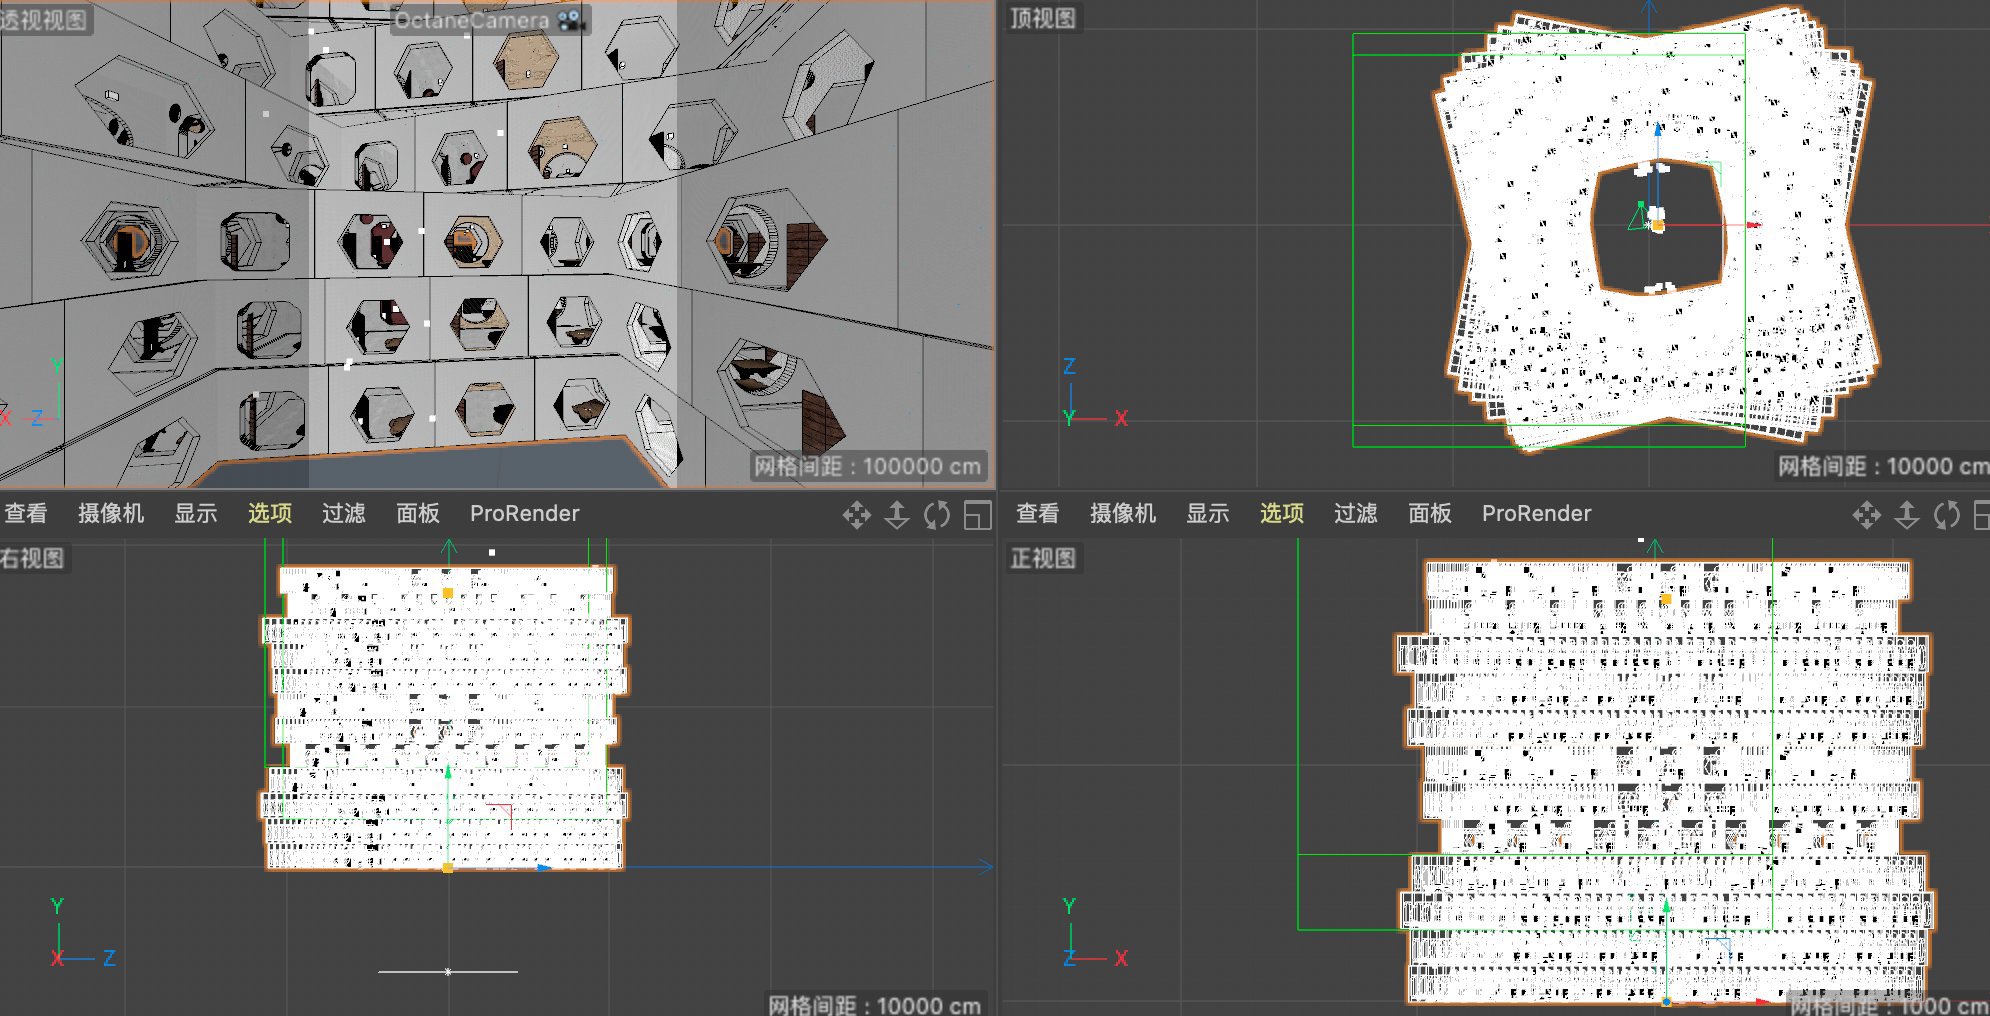 透视视图
OctaneCamera
顶视图
Y
X
Z
网格间距 : 100000 cm
Z
Y
X
网格间距 : 10000 cm
查看 摄像机 显示 选项 过滤 面板 ProRender
查看 摄像机 显示 选项 过滤 面板 ProRender
右视图
正视图
Y
X
Z
网格间距 : 10000 cm
Y
Z
X
网格间距 : 1000 cm